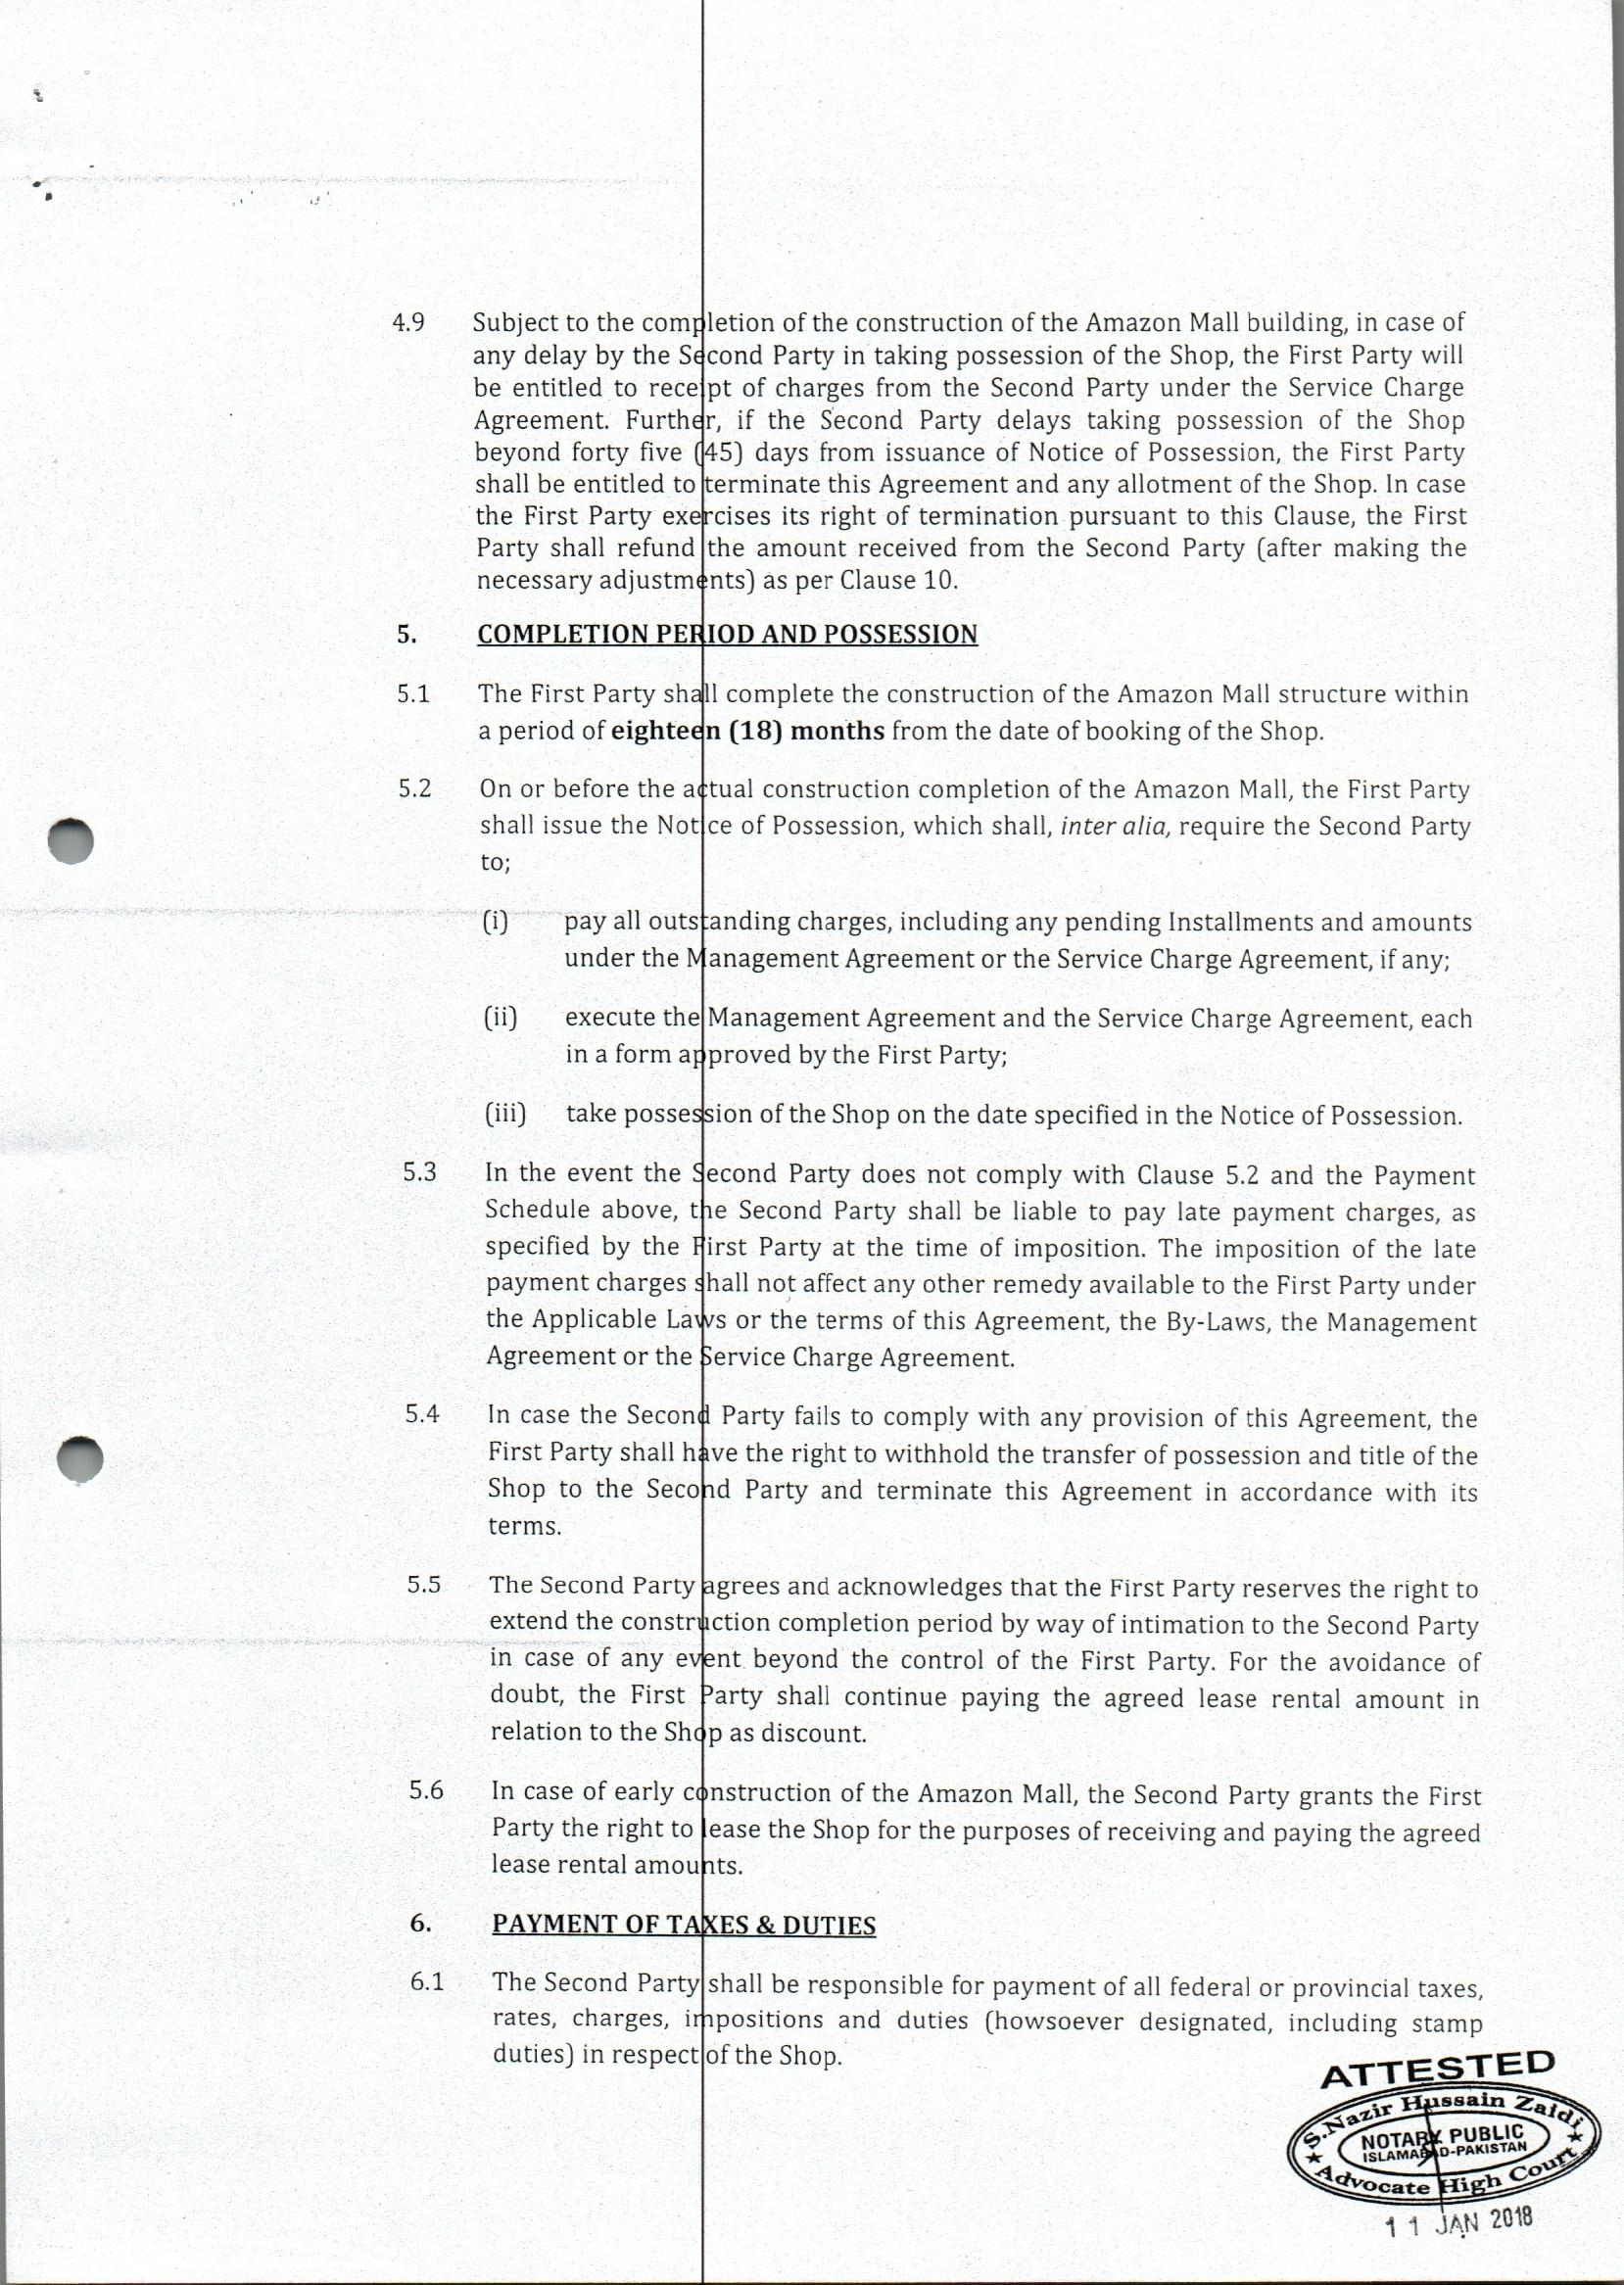 4.9 Subject to the completion of the construction of the Amazon Mall building, in case of
any delay by the Second Party in taking possession of the Shop, the First Party will
be entitled to receipt of charges from the Second Party under the Service Charge
Agreement. Further, if the Second Party delays taking possession of the Shop
beyond forty five (45) days from issuance of Notice of Possession, the First Party
shall be entitled to terminate this Agreement and any allotment of the Shop. In case
the First Party exercises its right of termination pursuant to this Clause, the First
Party shall refund the amount received from the Second Party (after making the
necessary adjustments) as per Clause 10.
5. COMPLETION PERIOD AND POSSESSION
5.1 The First Party shall complete the construction of the Amazon Mall structure within
a period of eighteen (18) months from the date of booking of the Shop.
5.2 On or before the actual construction completion of the Amazon Mall, the First Party
shall issue the Notice of Possession, which shall, inter alia, require the Second Party
to;
(i) pay all outstanding charges, including any pending Installments and amounts
under the Management Agreement or the Service Charge Agreement, if any;
(ii) execute the Management Agreement and the Service Charge Agreement, each
in a form approved by the First Party;
(iii) take possession of the Shop on the date specified in the Notice of Possession.
5.3 In the event the Second Party does not comply with Clause 5.2 and the Payment
Schedule above, the Second Party shall be liable to pay late payment charges, as
specified by the First Party at the time of imposition. The imposition of the late
payment charges shall not affect any other remedy available to the First Party under
the Applicable Laws or the terms of this Agreement, the By-Laws, the Management
Agreement or the Service Charge Agreement.
5.4 In case the Second Party fails to comply with any provision of this Agreement, the
First Party shall have the right to withhold the transfer of possession and title of the
Shop to the Second Party and terminate this Agreement in accordance with its
terms.
5.5 The Second Party agrees and acknowledges that the First Party reserves the right to
extend the construction completion period by way of intimation to the Second Party
in case of any event beyond the control of the First Party. For the avoidance of
doubt, the First Party shall continue paying the agreed lease rental amount in
relation to the Shop as discount.
5.6 In case of early construction of the Amazon Mall, the Second Party grants the First
Party the right to lease the Shop for the purposes of receiving and paying the agreed
lease rental amounts.
6. PAYMENT OF TAXES & DUTIES
6.1 The Second Party shall be responsible for payment of all federal or provincial taxes,
rates, charges, impositions and duties (howsoever designated, including stamp
duties) in respect of the Shop.
ATTESTED
S.Nazir Hussain Zaidi
NOTARY PUBLIC
ISLAMABAD-PAKISTAN
Advocate High Court
11 JAN 2018